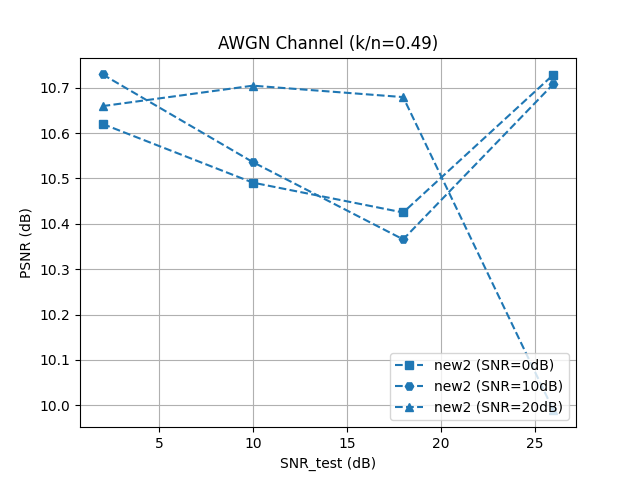 AWGN Channel (k/n=0.49)
PSNR (dB)
10.7
10.6
10.5
10.4
10.3
10.2
10.1
10.0
new2 (SNR=0dB)
new2 (SNR=10dB)
new2 (SNR=20dB)
5 10 15 20 25
SNR_test (dB)